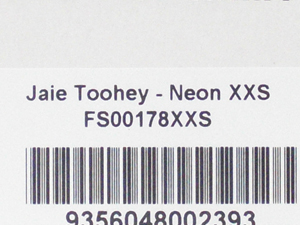 Jaie Toohey - Neon XXS
FS00178XXS
9356048002393